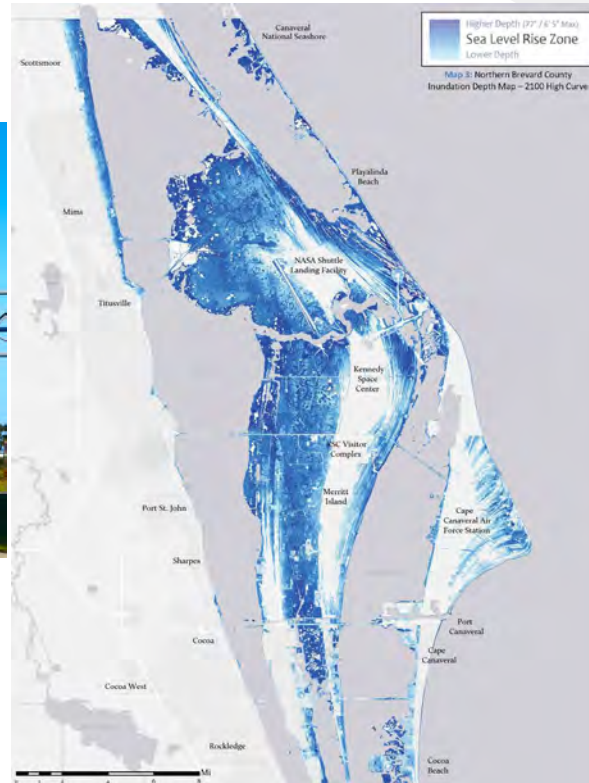 Higher Depth (77" / 6' 5" Max)
Sea Level Rise Zone
Lower Depth
Map 3: Northern Brevard County
Inundation Depth Map – 2100 High Curve
Canaveral
National Seashore
Scottsmoor
Playalinda
Beach
Mims
NASA Shuttle
Landing Facility
Titusville
Kennedy
Space
Center
KSC Visitor
Complex
Merritt
Island
Port St. John
Cape
Canaveral Air
Force Station
Sharpes
Port
Canaveral
Cocoa
Cape
Canaveral
Cocoa West
Rockledge
Cocoa
Beach
Mi